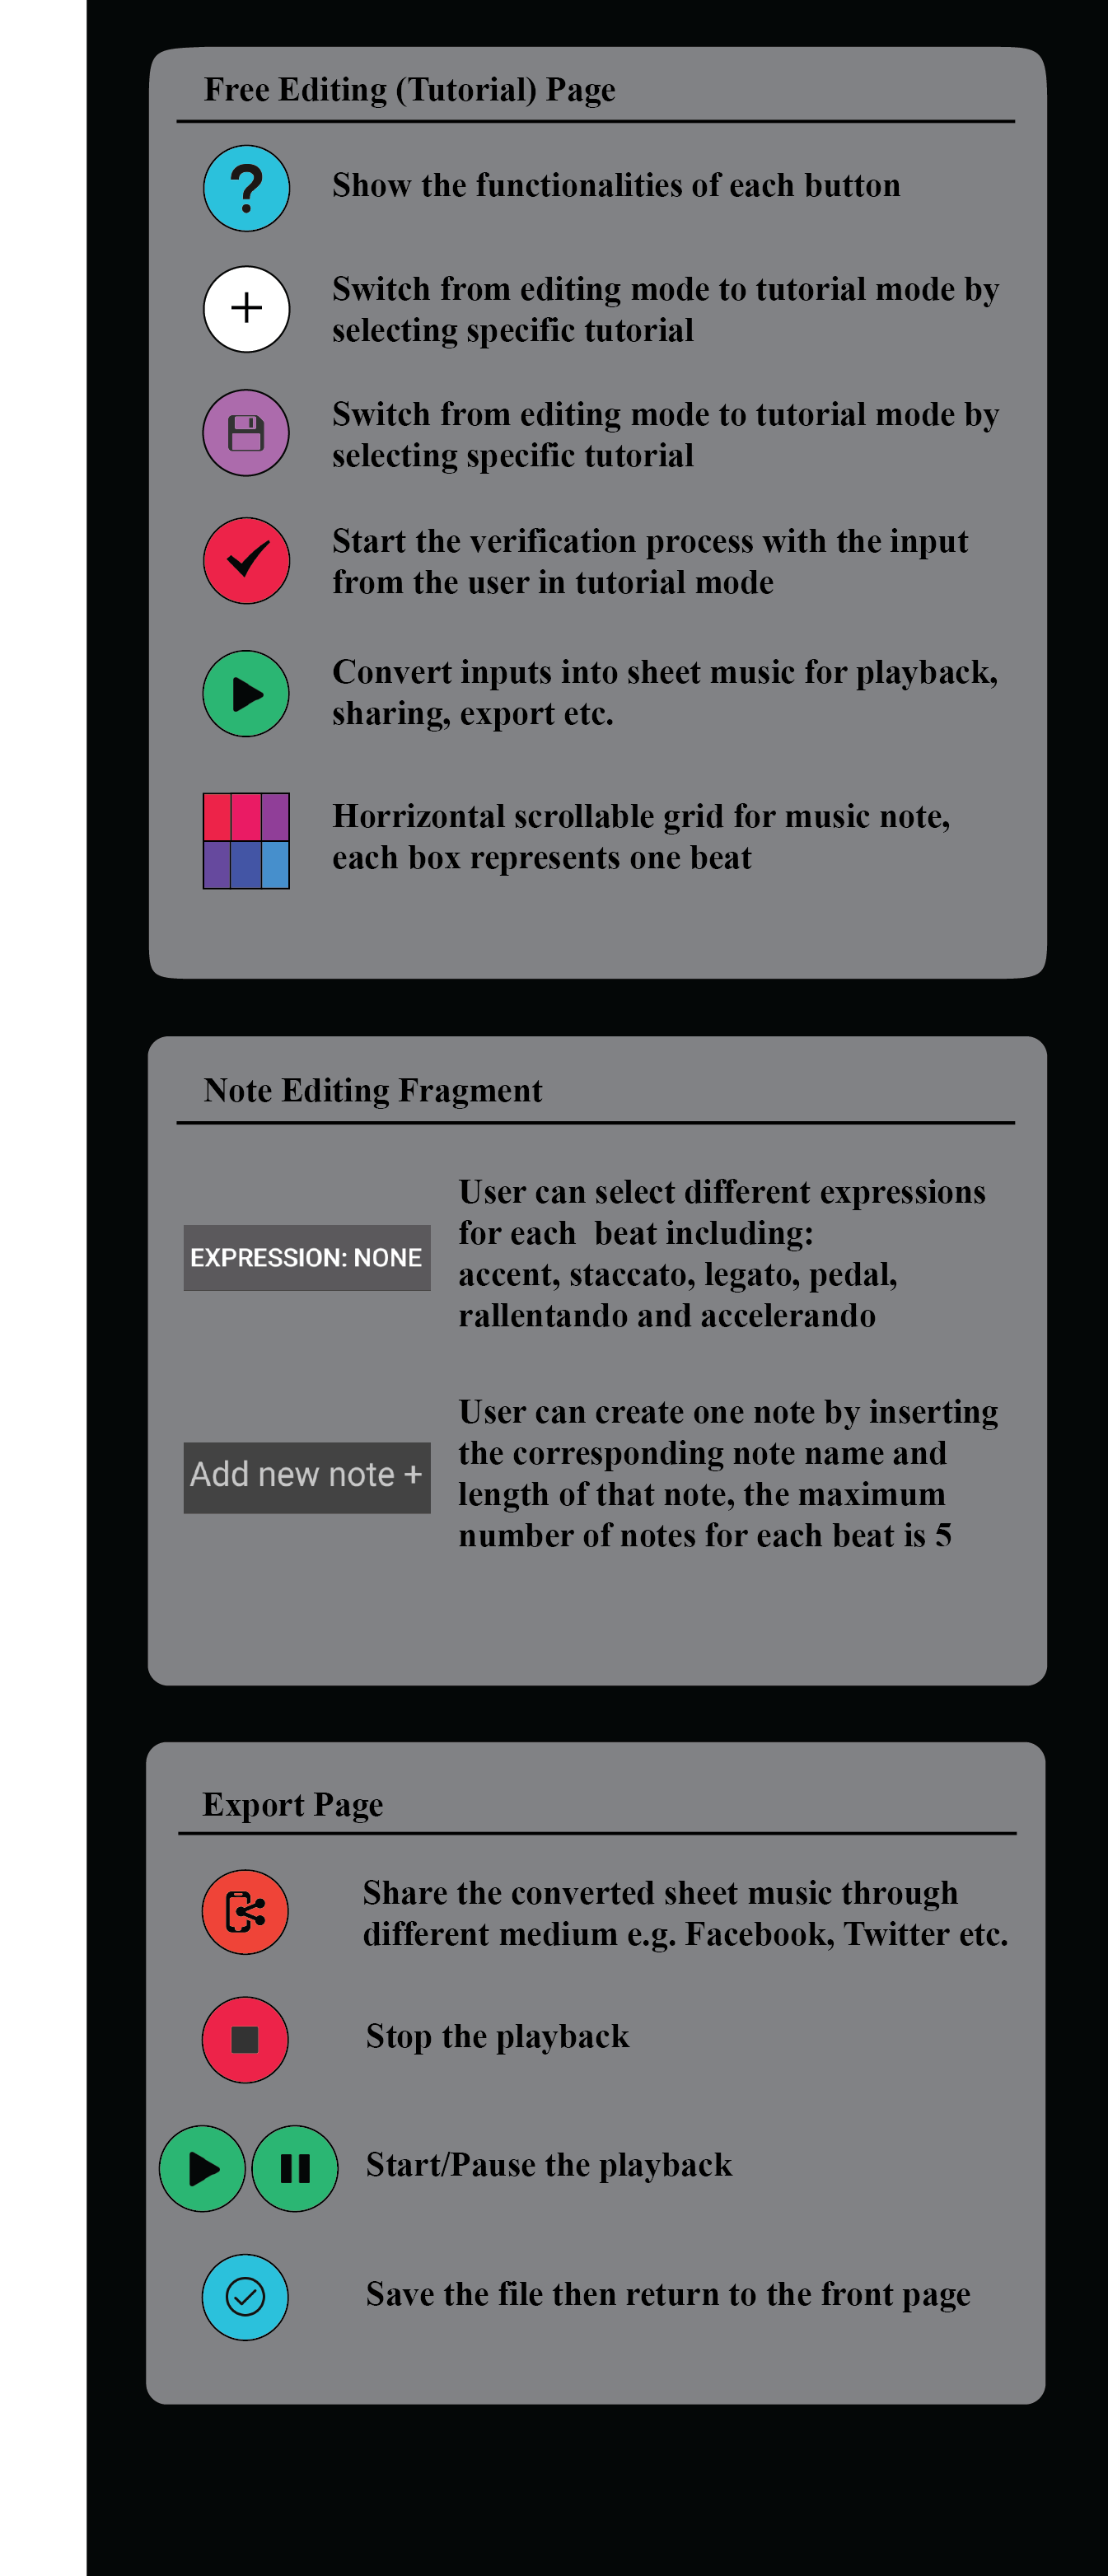 Free Editing (Tutorial) Page
?
Show the functionalities of each button
+
Switch from editing mode to tutorial mode by
selecting specific tutorial
Switch from editing mode to tutorial mode by
selecting specific tutorial
Start the verification process with the input
from the user in tutorial mode
Convert inputs into sheet music for playback,
sharing, export etc.
Horrizontal scrollable grid for music note,
each box represents one beat
Note Editing Fragment
EXPRESSION: NONE
User can select different expressions
for each  beat including:
accent, staccato, legato, pedal,
rallentando and accelerando
Add new note +
User can create one note by inserting
the corresponding note name and
length of that note, the maximum
number of notes for each beat is 5
Export Page
Share the converted sheet music through
different medium e.g. Facebook, Twitter etc.
Stop the playback
Start/Pause the playback
Save the file then return to the front page